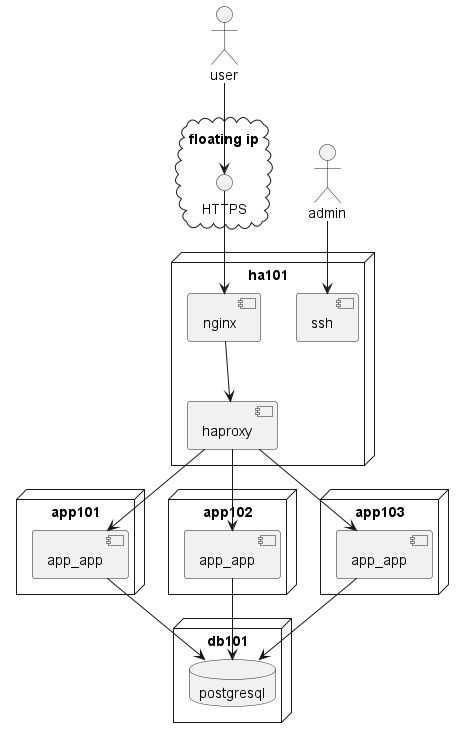 user
floating ip
admin
HTTPS
ha101
nginx
ssh
haproxy
app101
app102
app103
app_app
app_app
app_app
db101
postgresql